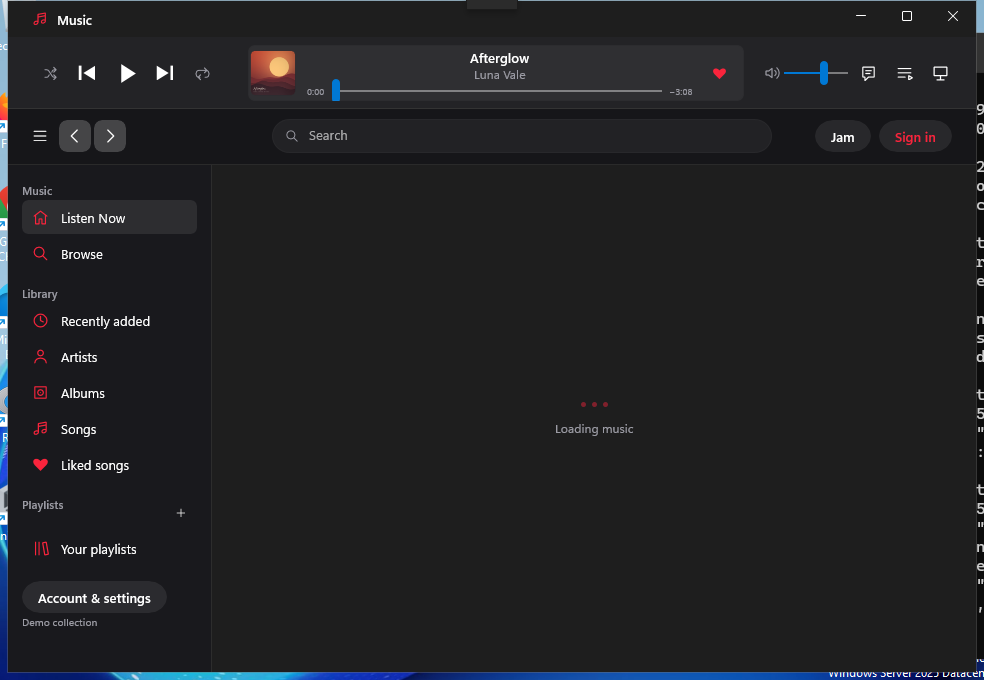 Music
Afterglow
Luna Vale
0:00
−3:08
Search
Jam
Sign in
Music
Listen Now
Browse
Library
Recently added
Artists
Albums
Songs
Liked songs
Playlists
+
Your playlists
Account & settings
Demo collection
Loading music
Windows Server 2025 Datacen